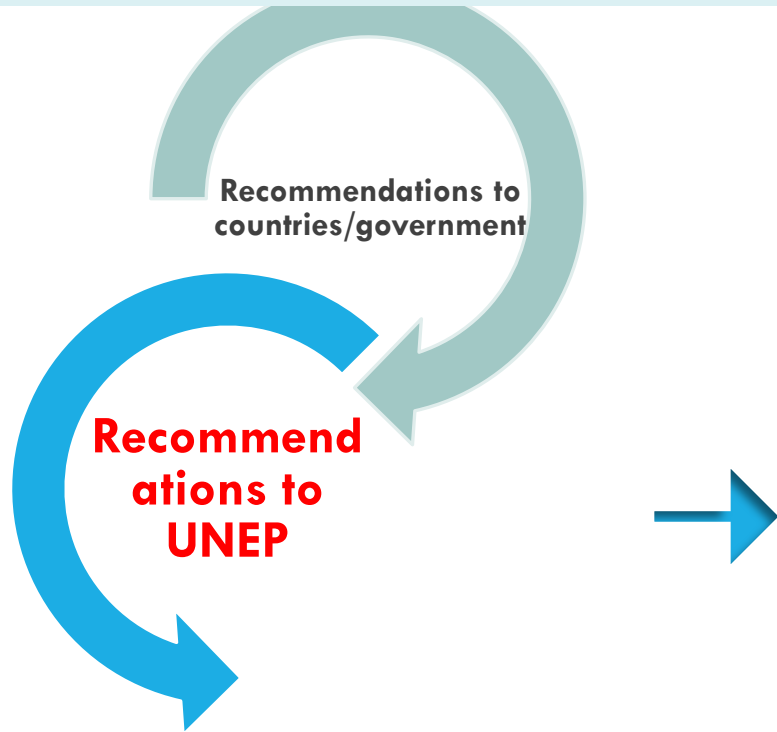 Recommendations to
countries/government
Recommend
ations to
UNEP